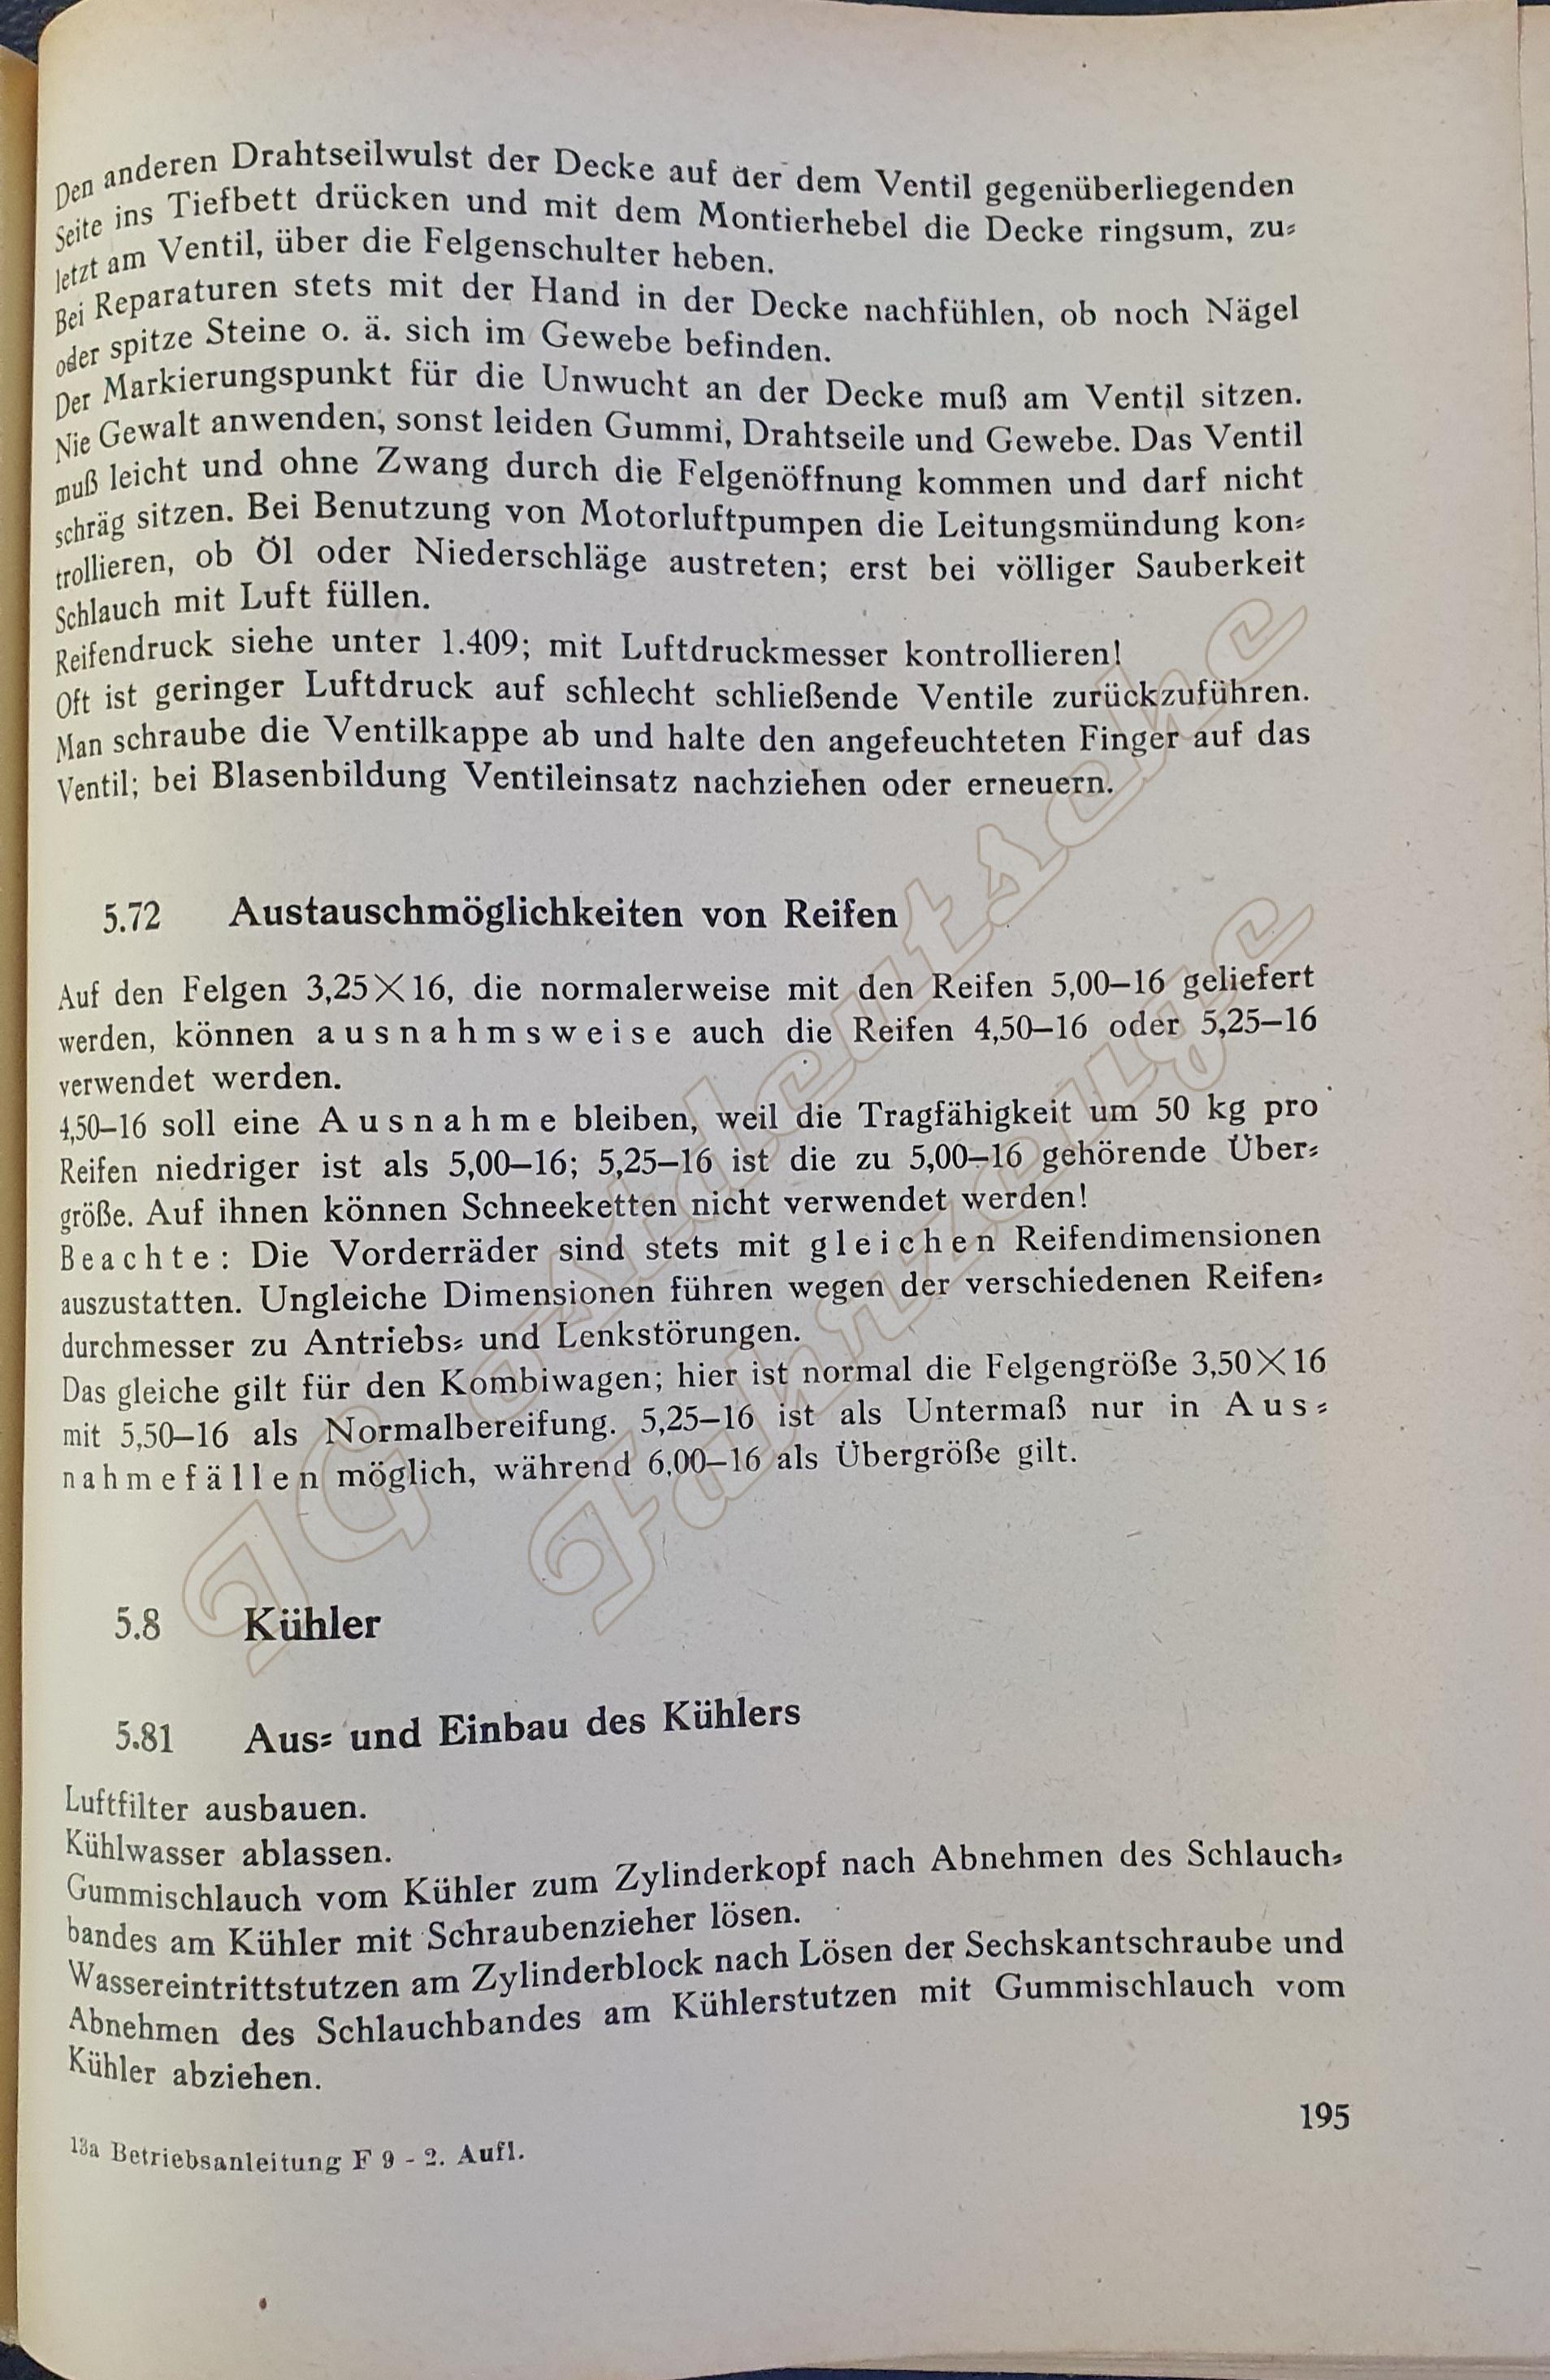 Den anderen Drahtseilwulst der Decke auf der dem Ventil gegenüberliegenden
Seite ins Tiefbett drücken und mit dem Montierhebel die Decke ringsum, zu⸗
letzt am Ventil, über die Felgenschulter heben.
Bei Reparaturen stets mit der Hand in der Decke nachfühlen, ob noch Nägel
oder spitze Steine o. ä. sich im Gewebe befinden.
Der Markierungspunkt für die Unwucht an der Decke muß am Ventil sitzen.
Nie Gewalt anwenden, sonst leiden Gummi, Drahtseile und Gewebe. Das Ventil
muß leicht und ohne Zwang durch die Felgenöffnung kommen und darf nicht
schräg sitzen. Bei Benutzung von Motorluftpumpen die Leitungsmündung kon⸗
trollieren, ob Öl oder Niederschläge austreten; erst bei völliger Sauberkeit
Schlauch mit Luft füllen.
Reifendruck siehe unter 1.409; mit Luftdruckmesser kontrollieren!
Oft ist geringer Luftdruck auf schlecht schließende Ventile zurückzuführen.
Man schraube die Ventilkappe ab und halte den angefeuchteten Finger auf das
Ventil; bei Blasenbildung Ventileinsatz nachziehen oder erneuern.
5.72 Austauschmöglichkeiten von Reifen
Auf den Felgen 3,25×16, die normalerweise mit den Reifen 5,00–16 geliefert
werden, können ausnahmsweise auch die Reifen 4,50–16 oder 5,25–16
verwendet werden.
4,50–16 soll eine Ausnahme bleiben, weil die Tragfähigkeit um 50 kg pro
Reifen niedriger ist als 5,00–16; 5,25–16 ist die zu 5,00–16 gehörende Über⸗
größe. Auf ihnen können Schneeketten nicht verwendet werden!
Beachte: Die Vorderräder sind stets mit gleichen Reifendimensionen
auszustatten. Ungleiche Dimensionen führen wegen der verschiedenen Reifen⸗
durchmesser zu Antriebs⸗ und Lenkstörungen.
Das gleiche gilt für den Kombiwagen; hier ist normal die Felgengröße 3,50×16
mit 5,50–16 als Normalbereifung. 5,25–16 ist als Untermaß nur in Aus⸗
nahmefällen möglich, während 6,00–16 als Übergröße gilt.
5.8 Kühler
5.81 Aus⸗ und Einbau des Kühlers
Luftfilter ausbauen.
Kühlwasser ablassen.
Gummischlauch vom Kühler zum Zylinderkopf nach Abnehmen des Schlauch⸗
bandes am Kühler mit Schraubenzieher lösen.
Wassereintrittstutzen am Zylinderblock nach Lösen der Sechskantschraube und
Abnehmen des Schlauchbandes am Kühlerstutzen mit Gummischlauch vom
Kühler abziehen.
195
13a Betriebsanleitung F 9 - 2. Aufl.
IG Ostdeutsche
Fahrzeuge